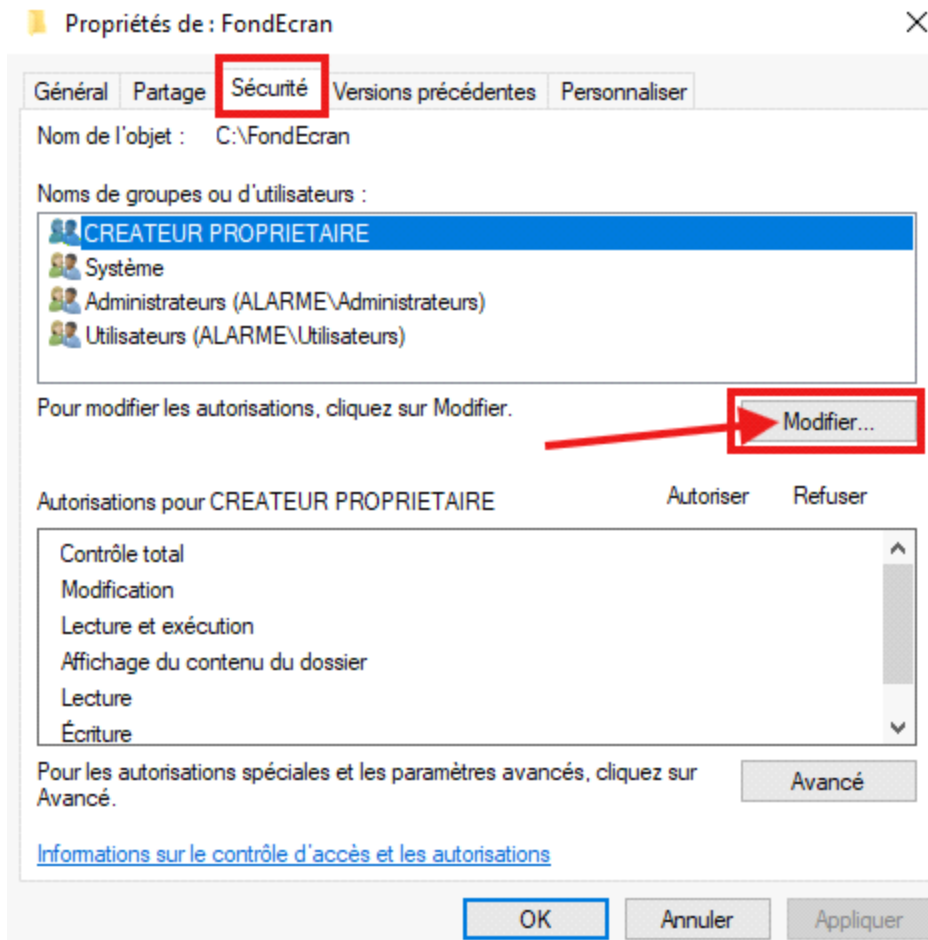 Propriétés de : FondEcran
Général Partage Sécurité Versions précédentes Personnaliser
Nom de l'objet : C:\FondEcran
Noms de groupes ou d'utilisateurs :
CREATEUR PROPRIETAIRE
Système
Administrateurs (ALARME\Administrateurs)
Utilisateurs (ALARME\Utilisateurs)
Pour modifier les autorisations, cliquez sur Modifier.
Modifier...
Autorisations pour CREATEUR PROPRIETAIRE Autoriser Refuser
Contrôle total
Modification
Lecture et exécution
Affichage du contenu du dossier
Lecture
Écriture
Pour les autorisations spéciales et les paramètres avancés, cliquez sur
Avancé.
Avancé
Informations sur le contrôle d'accès et les autorisations
OK Annuler Appliquer